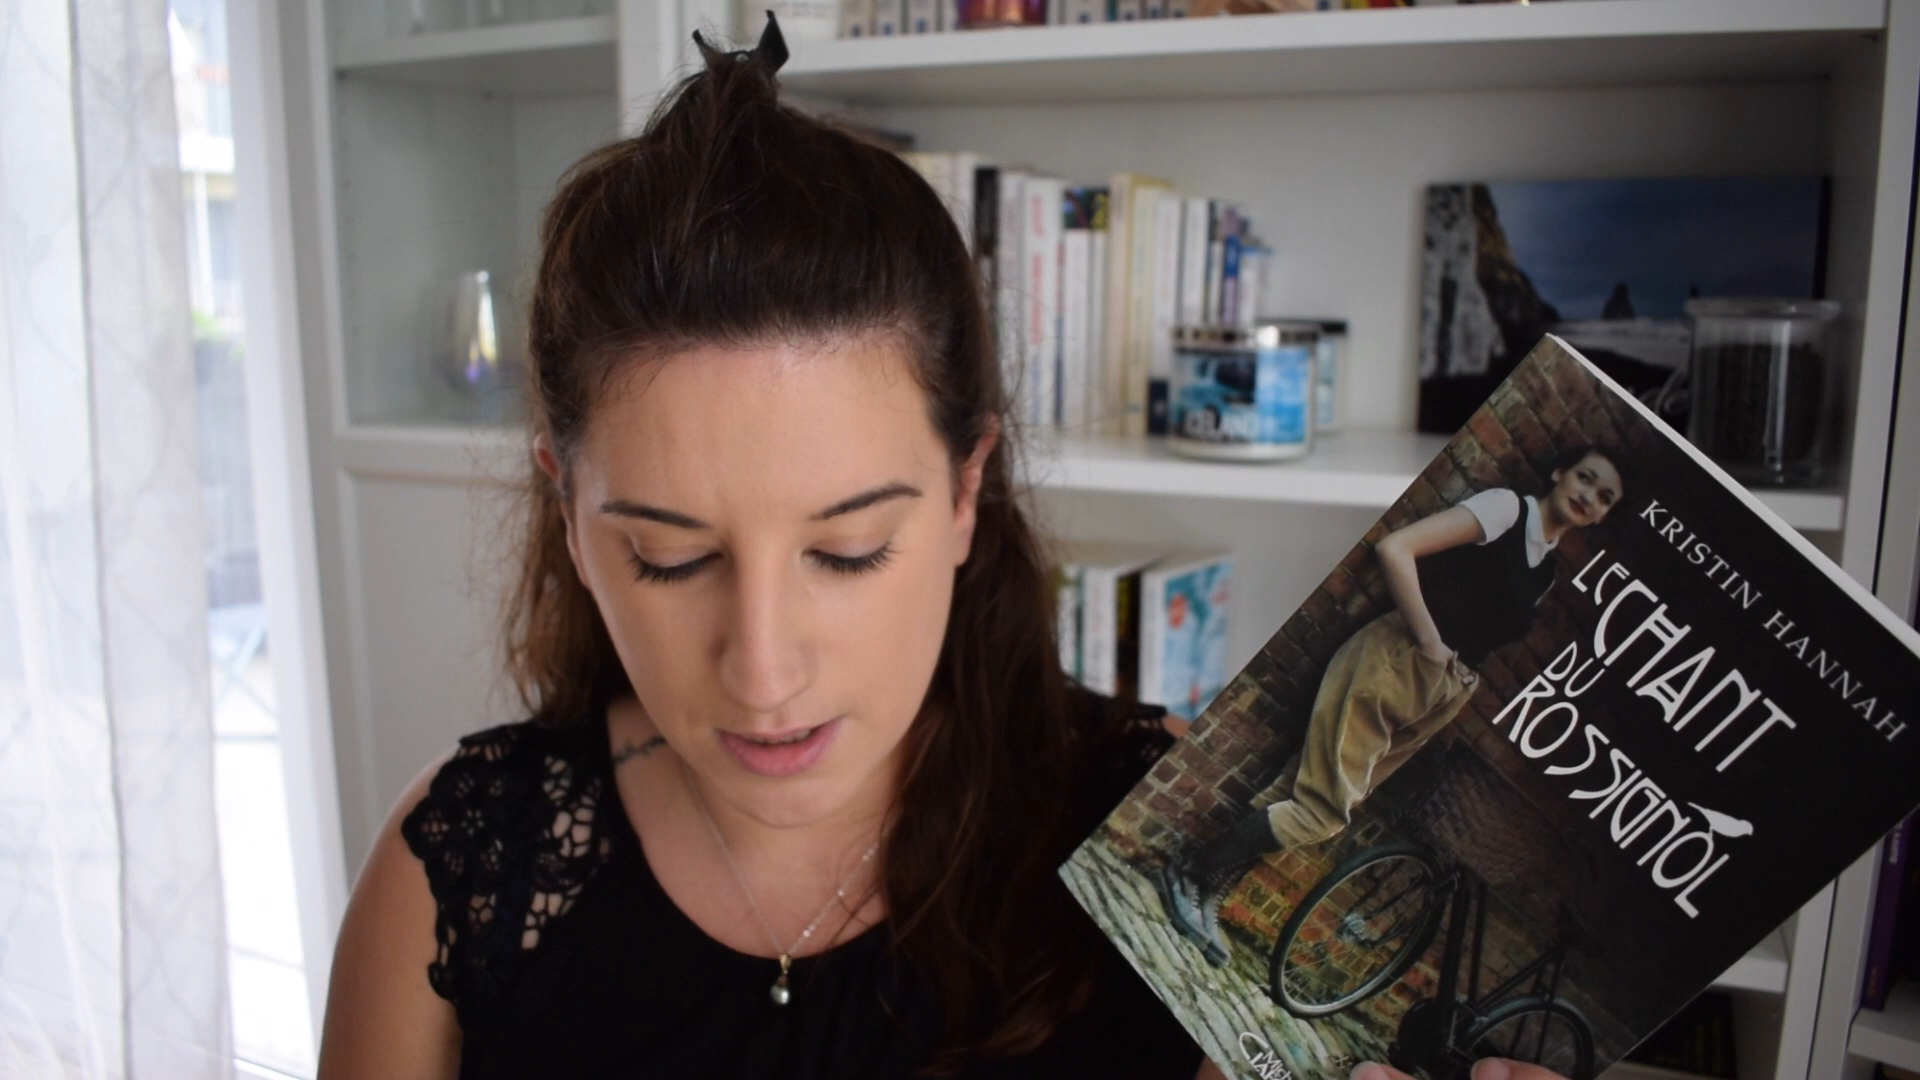 KRISTIN HANNAH
LE CHANT
DU
ROSSIGNOL
ICELAND